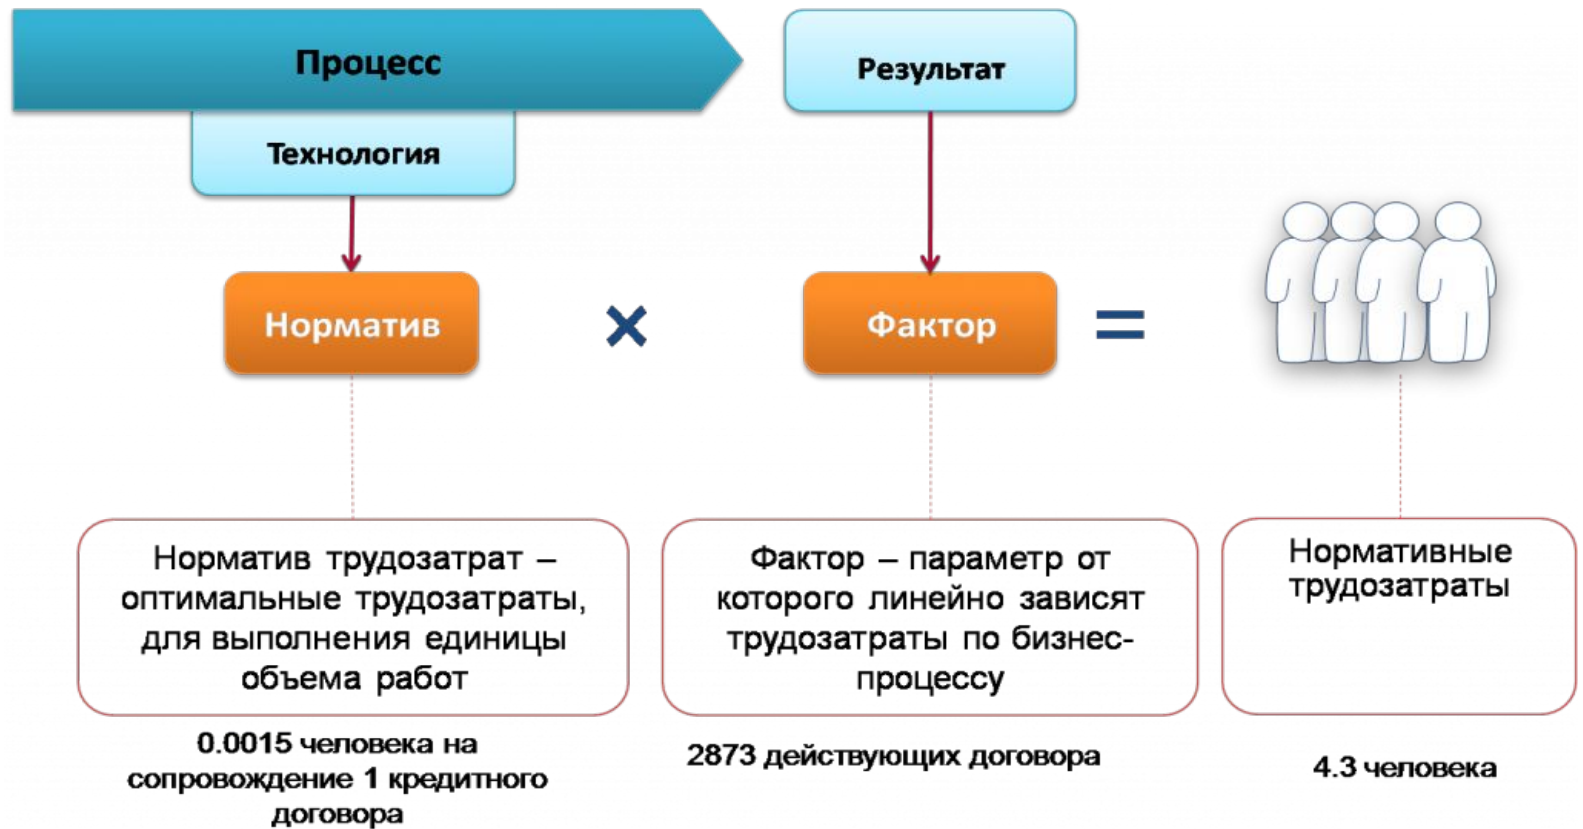 Процесс
Результат
Технология
Норматив
×
Фактор
=
Норматив трудозатрат –
оптимальные трудозатраты,
для выполнения единицы
объема работ
Фактор – параметр от
которого линейно зависят
трудозатраты по бизнес-
процессу
Нормативные
трудозатраты
0.0015 человека на
сопровождение 1 кредитного
договора
2873 действующих договора
4.3 человека